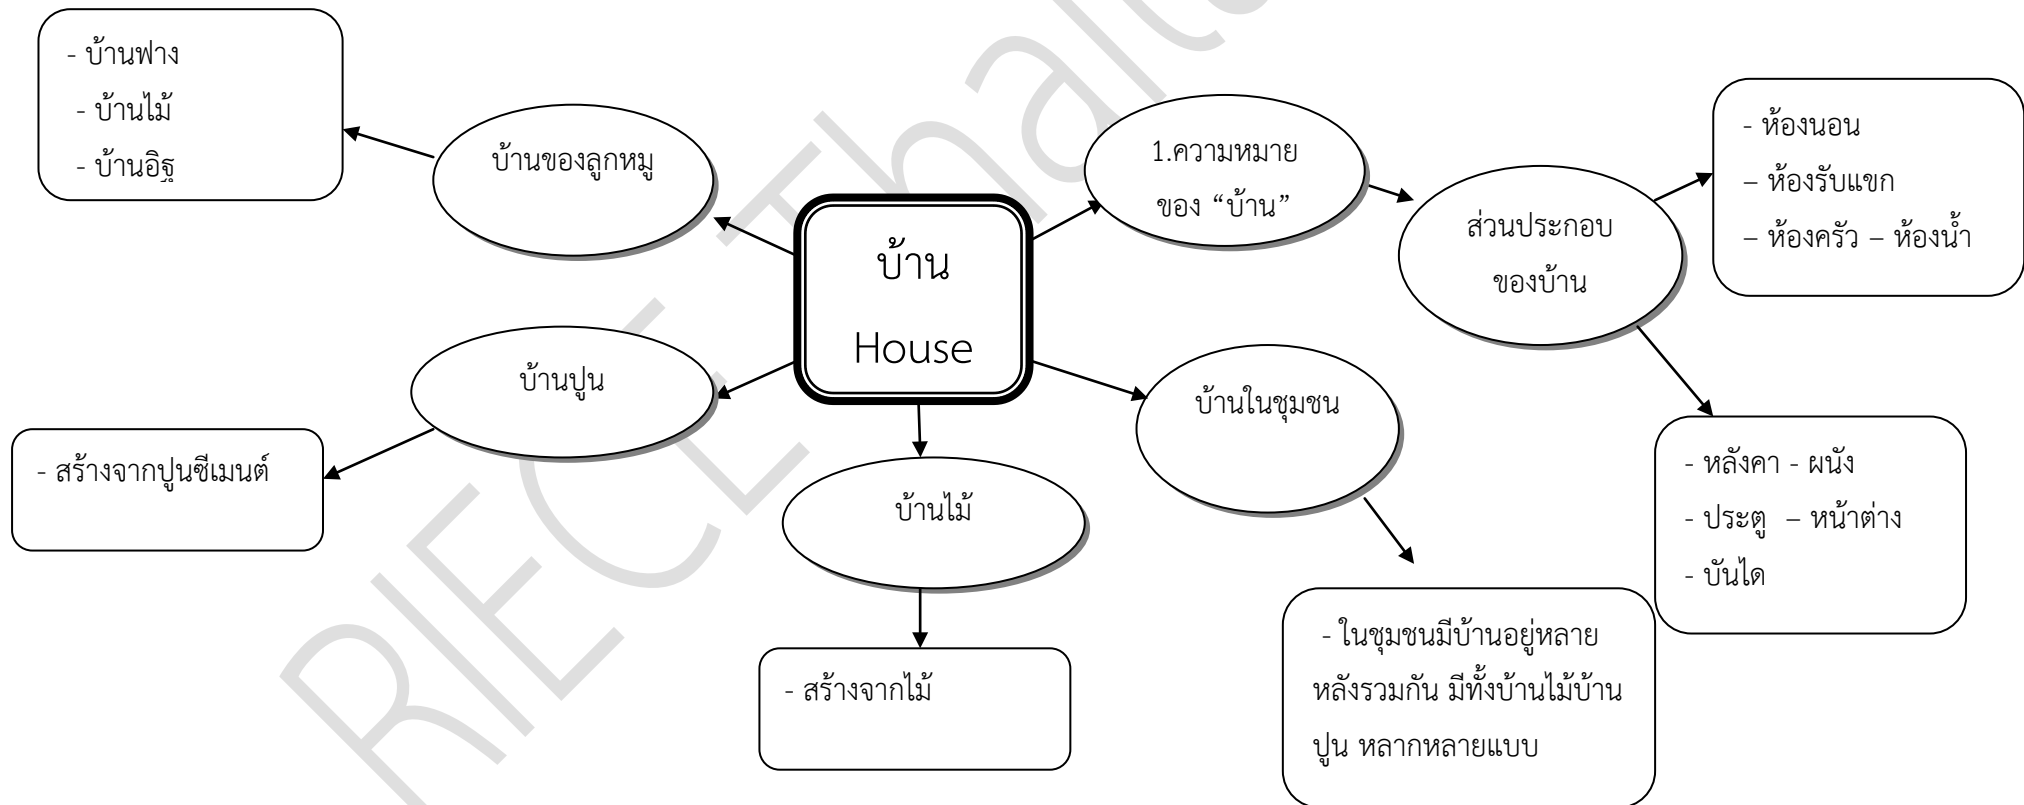 - บ้านฟาง
- บ้านไม้
- บ้านอิฐ
บ้านของลูกหมู
1.ความหมาย
ของ “บ้าน”
ส่วนประกอบ
ของบ้าน
- ห้องนอน
– ห้องรับแขก
– ห้องครัว – ห้องน้ำ
บ้าน
House
บ้านปูน
- สร้างจากปูนซีเมนต์
บ้านไม้
- สร้างจากไม้
บ้านในชุมชน
- ในชุมชนมีบ้านอยู่หลาย
หลังรวมกัน มีทั้งบ้านไม้บ้าน
ปูน หลากหลายแบบ
- หลังคา - ผนัง
- ประตู – หน้าต่าง
- บันได
RIECE Thai